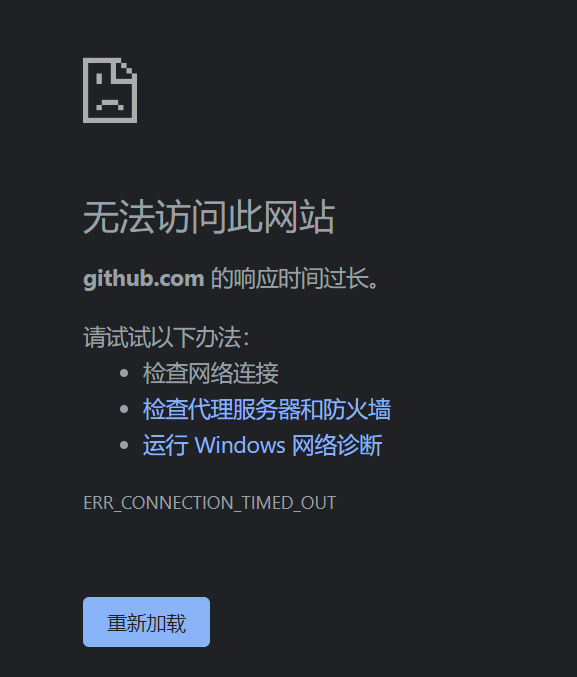 无法访问此网站
github.com 的响应时间过长。
请试试以下办法：
检查网络连接
检查代理服务器和防火墙
运行 Windows 网络诊断
ERR_CONNECTION_TIMED_OUT
重新加载